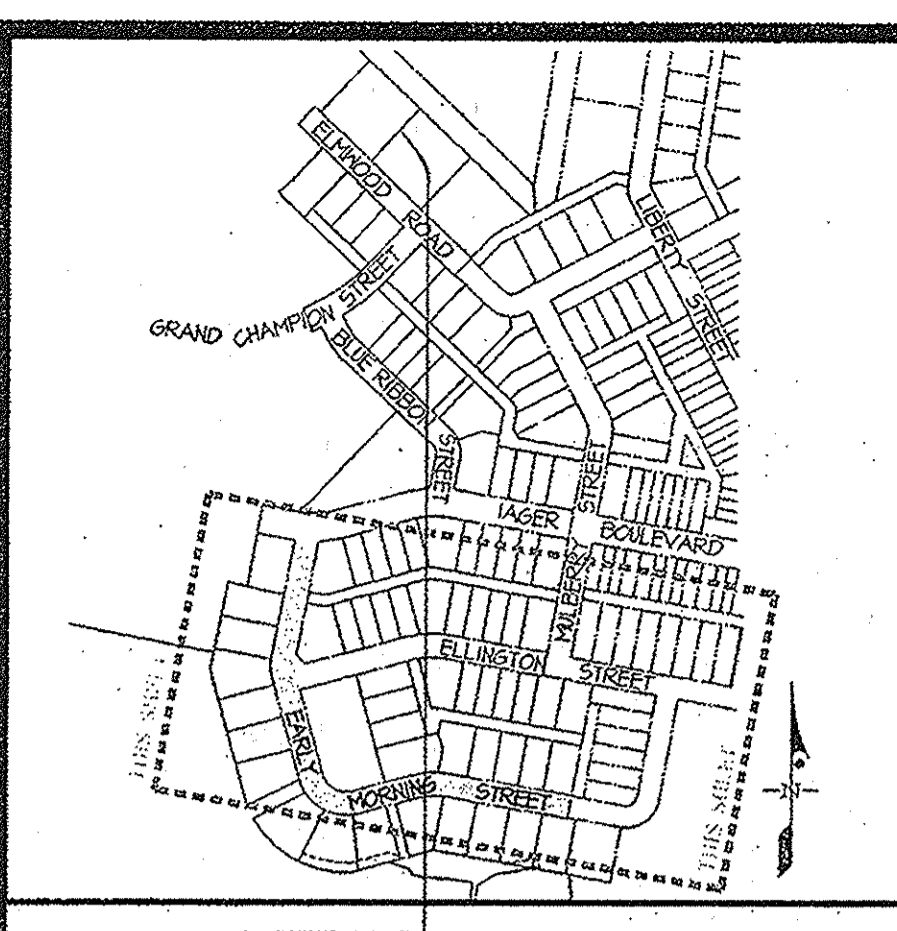 ELMWOOD ROAD
LIBERTY STREET
GRAND CHAMPION STREET
BLUE RIBBON STREET
MULBERRY STREET
IAGER BOULEVARD
ELLINGTON STREET
EARLY MORNING STREET
THIS SHEET
THIS SHEET
N